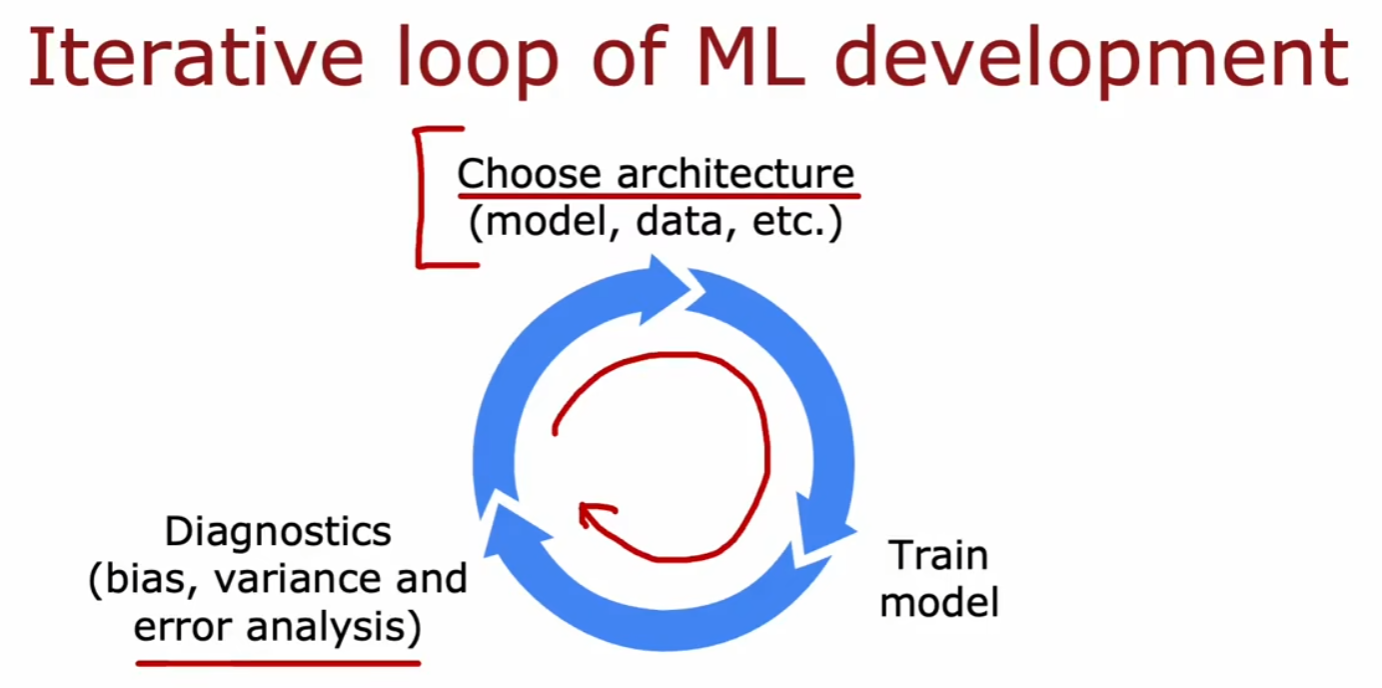 Iterative loop of ML development
Choose architecture
(model, data, etc.)
Train
model
Diagnostics
(bias, variance and
error analysis)